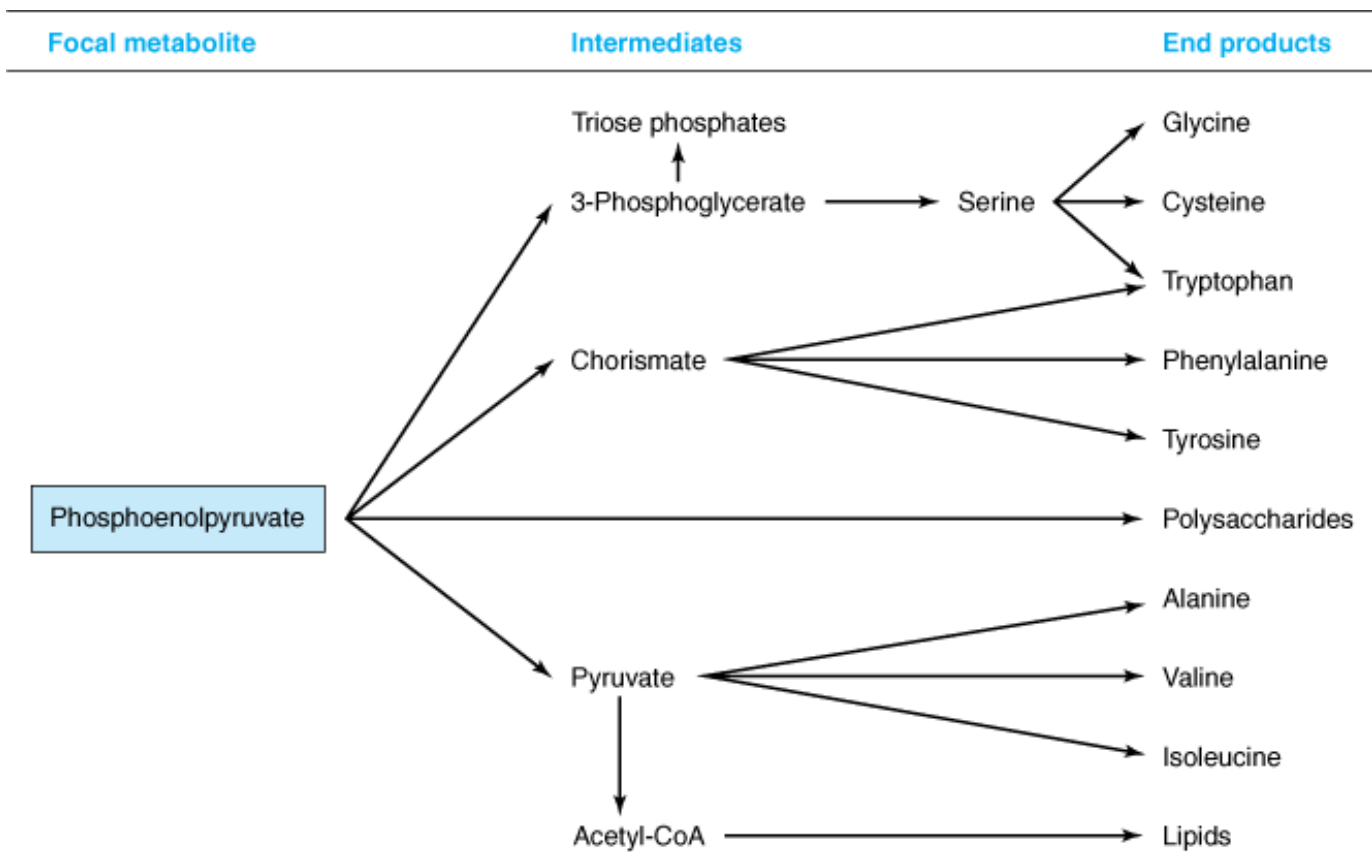 Focal metabolite Intermediates End products
Triose phosphates Glycine
3-Phosphoglycerate Serine Cysteine
Tryptophan
Chorismate Phenylalanine
Tyrosine
Phosphoenolpyruvate Polysaccharides
Alanine
Pyruvate Valine
Isoleucine
Acetyl-CoA Lipids